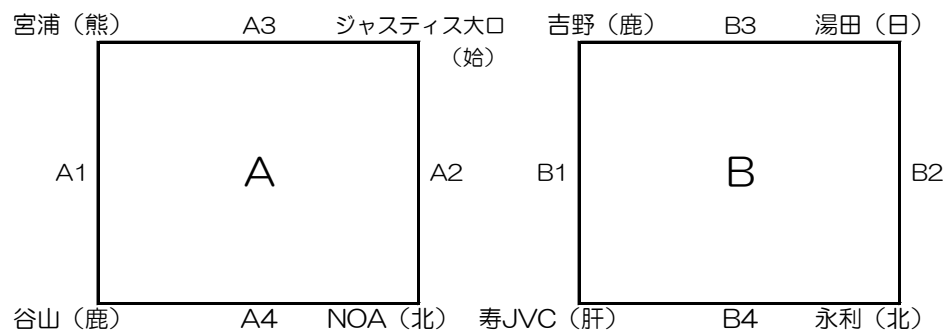 宮浦（熊） A3 ジャスティス大口
（姶）
吉野（鹿） B3 湯田（日）
A1 A A2 B1 B B2
谷山（鹿） A4 NOA（北） 寿JVC（肝） B4 永利（北）